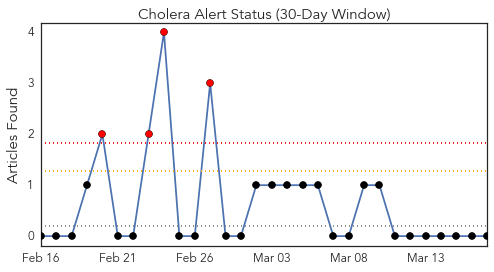 Cholera Alert Status (30-Day Window)
Articles Found
4
3
2
1
0
Feb 16 Feb 21 Feb 26 Mar 03 Mar 08 Mar 13